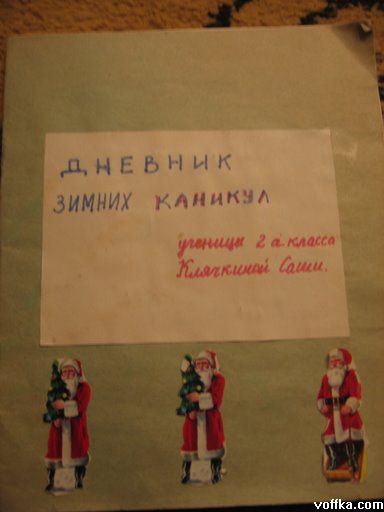 ДНЕВНИК
ЗИМНИХ КАНИКУЛ
ученицы 2 а класса
Клячкиной Саши.
voffka.com